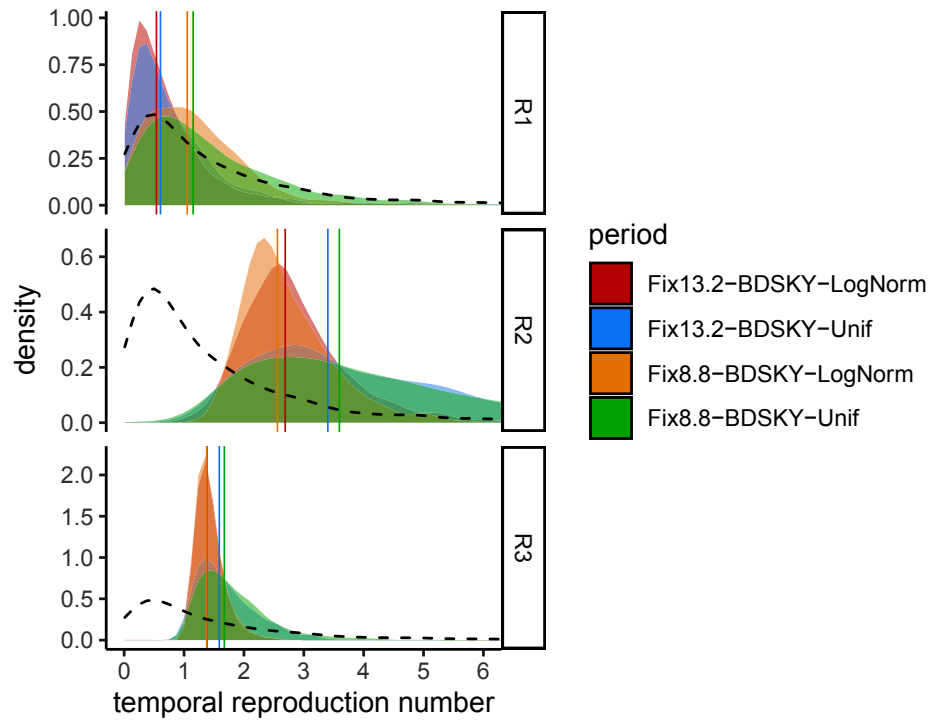 1.00
0.75
0.50
0.25
0.00
R1
0.6
0.4
0.2
0.0
R2
2.0
1.5
1.0
0.5
0.0
R3
0 1 2 3 4 5 6
temporal reproduction number
density
period
Fix13.2−BDSKY−LogNorm
Fix13.2−BDSKY−Unif
Fix8.8−BDSKY−LogNorm
Fix8.8−BDSKY−Unif